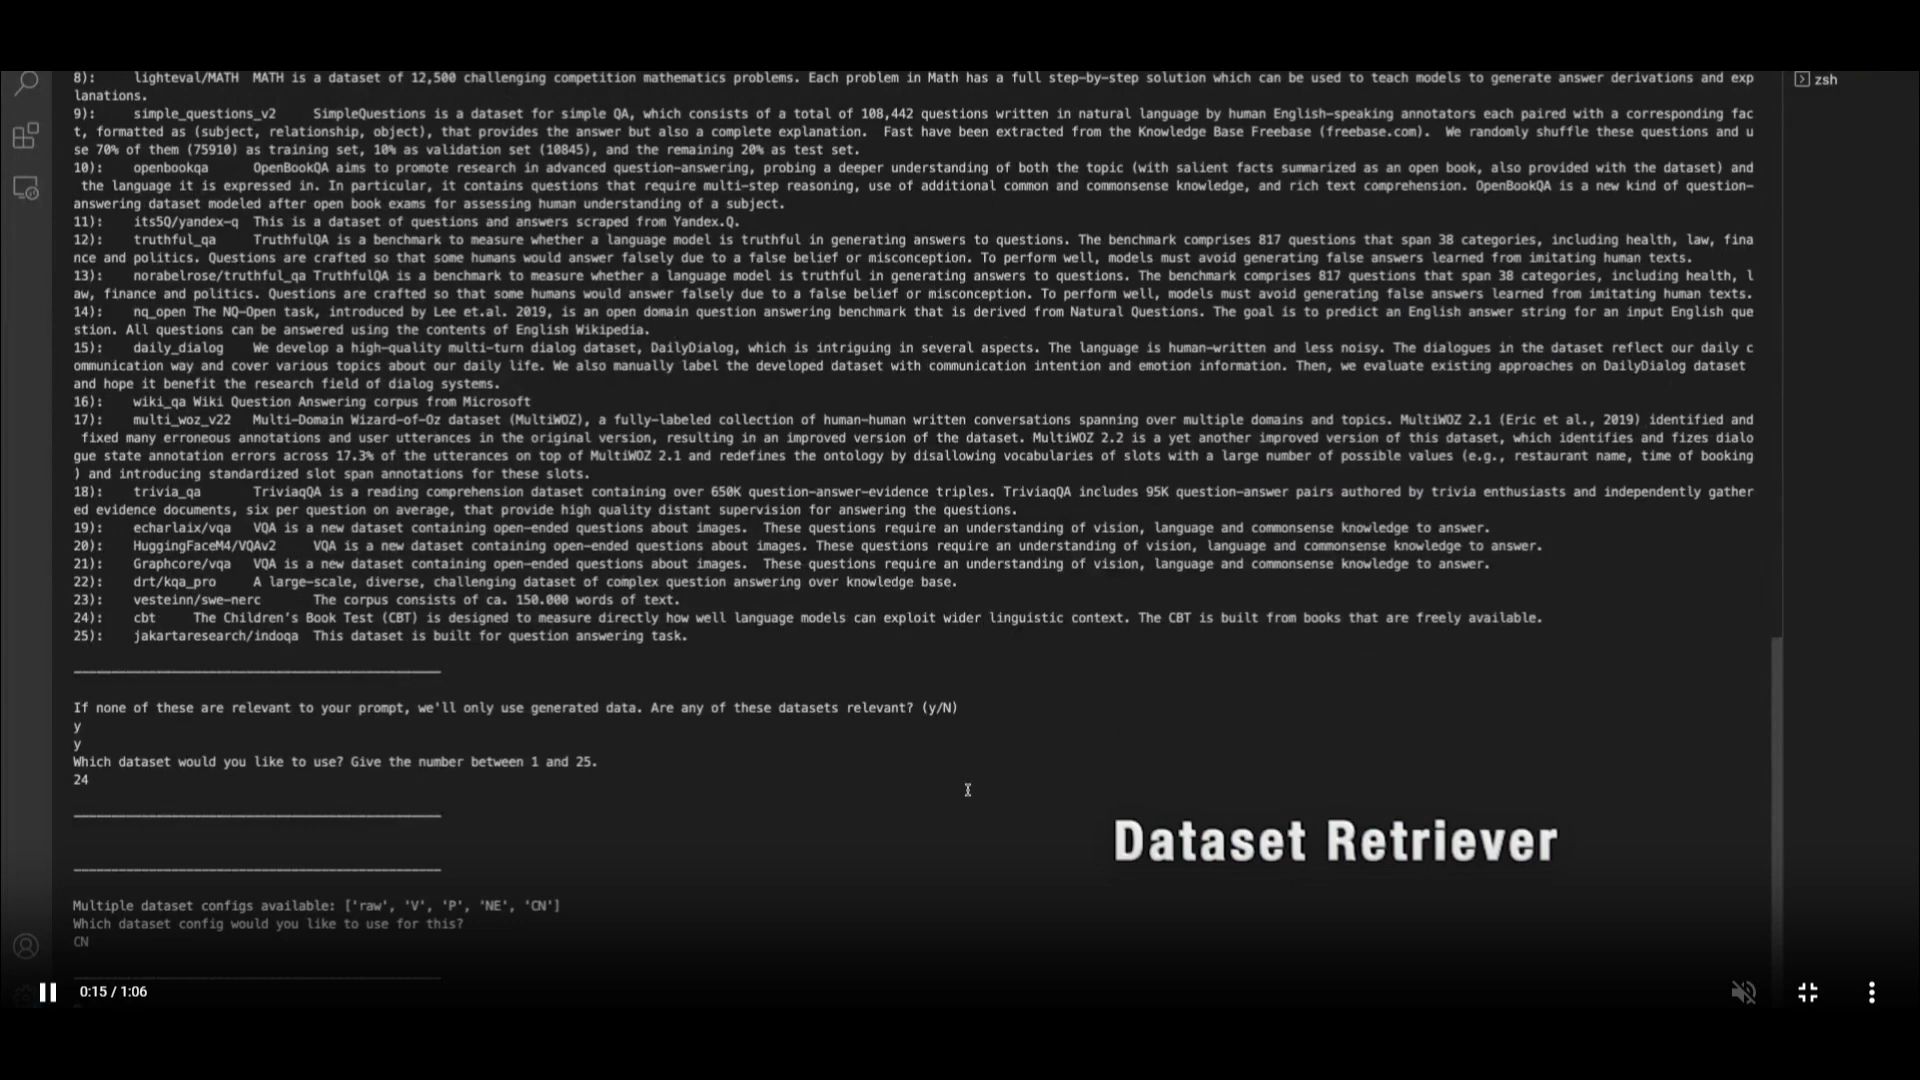 8):    lighteval/MATH  MATH is a dataset of 12,500 challenging competition mathematics problems. Each problem in Math has a full step-by-step solution which can be used to teach models to generate answer derivations and exp
lanations.
9):    simple_questions_v2    SimpleQuestions is a dataset for simple QA, which consists of a total of 108,442 questions written in natural language by human English-speaking annotators each paired with a corresponding fac
t, formatted as (subject, relationship, object), that provides the answer but also a complete explanation.  Fast have been extracted from the Knowledge Base Freebase (freebase.com).  We randomly shuffle these questions and u
se 70% of them (75910) as training set, 10% as validation set (10845), and the remaining 20% as test set.
10):    openbookqa    OpenBookQA aims to promote research in advanced question-answering, probing a deeper understanding of both the topic (with salient facts summarized as an open book, also provided with the dataset) and
the language it is expressed in. In particular, it contains questions that require multi-step reasoning, use of additional common and commonsense knowledge, and rich text comprehension. OpenBookQA is a new kind of question-
answering dataset modeled after open book exams for assessing human understanding of a subject.
11):    its5Q/yandex-q  This is a dataset of questions and answers scraped from Yandex.Q.
12):    truthful_qa    TruthfulQA is a benchmark to measure whether a language model is truthful in generating answers to questions. The benchmark comprises 817 questions that span 38 categories, including health, law, fina
nce and politics. Questions are crafted so that some humans would answer falsely due to a false belief or misconception. To perform well, models must avoid generating false answers learned from imitating human texts.
13):    norabelrose/truthful_qa TruthfulQA is a benchmark to measure whether a language model is truthful in generating answers to questions. The benchmark comprises 817 questions that span 38 categories, including health, l
aw, finance and politics. Questions are crafted so that some humans would answer falsely due to a false belief or misconception. To perform well, models must avoid generating false answers learned from imitating human texts.
14):    nq_open The NQ-Open task, introduced by Lee et.al. 2019, is an open domain question answering benchmark that is derived from Natural Questions. The goal is to predict an English answer string for an input English que
stion. All questions can be answered using the contents of English Wikipedia.
15):    daily_dialog    We develop a high-quality multi-turn dialog dataset, DailyDialog, which is intriguing in several aspects. The language is human-written and less noisy. The dialogues in the dataset reflect our daily c
ommunication way and cover various topics about our daily life. We also manually label the developed dataset with communication intention and emotion information. Then, we evaluate existing approaches on DailyDialog dataset
and hope it benefit the research field of dialog systems.
16):    wiki_qa Wiki Question Answering corpus from Microsoft
17):    multi_woz_v22   Multi-Domain Wizard-of-Oz dataset (MultiWOZ), a fully-labeled collection of human-human written conversations spanning over multiple domains and topics. MultiWOZ 2.1 (Eric et al., 2019) identified and
fixed many erroneous annotations and user utterances in the original version, resulting in an improved version of the dataset. MultiWOZ 2.2 is a yet another improved version of this dataset, which identifies and fizes dialo
gue state annotation errors across 17.3% of the utterances on top of MultiWOZ 2.1 and redefines the ontology by disallowing vocabularies of slots with a large number of possible values (e.g., restaurant name, time of booking
) and introducing standardized slot span annotations for these slots.
18):    trivia_qa    TriviaqQA is a reading comprehension dataset containing over 650K question-answer-evidence triples. TriviaqQA includes 95K question-answer pairs authored by trivia enthusiasts and independently gather
ed evidence documents, six per question on average, that provide high quality distant supervision for answering the questions.
19):    echarlaix/vqa   VQA is a new dataset containing open-ended questions about images.  These questions require an understanding of vision, language and commonsense knowledge to answer.
20):    HuggingFaceM4/VQAv2    VQA is a new dataset containing open-ended questions about images. These questions require an understanding of vision, language and commonsense knowledge to answer.
21):    Graphcore/vqa   VQA is a new dataset containing open-ended questions about images.  These questions require an understanding of vision, language and commonsense knowledge to answer.
22):    drt/kqa_pro    A large-scale, diverse, challenging dataset of complex question answering over knowledge base.
23):    vesteinn/swe-nerc    The corpus consists of ca. 150.000 words of text.
24):    cbt    The Children's Book Test (CBT) is designed to measure directly how well language models can exploit wider linguistic context. The CBT is built from books that are freely available.
25):    jakartaresearch/indoqa  This dataset is built for question answering task.
If none of these are relevant to your prompt, we'll only use generated data. Are any of these datasets relevant? (y/N)
y
y
Which dataset would you like to use? Give the number between 1 and 25.
24
Multiple dataset configs available: ['raw', 'V', 'P', 'NE', 'CN']
Which dataset config would you like to use for this?
CN
Dataset Retriever
zsh
0:15 / 1:06